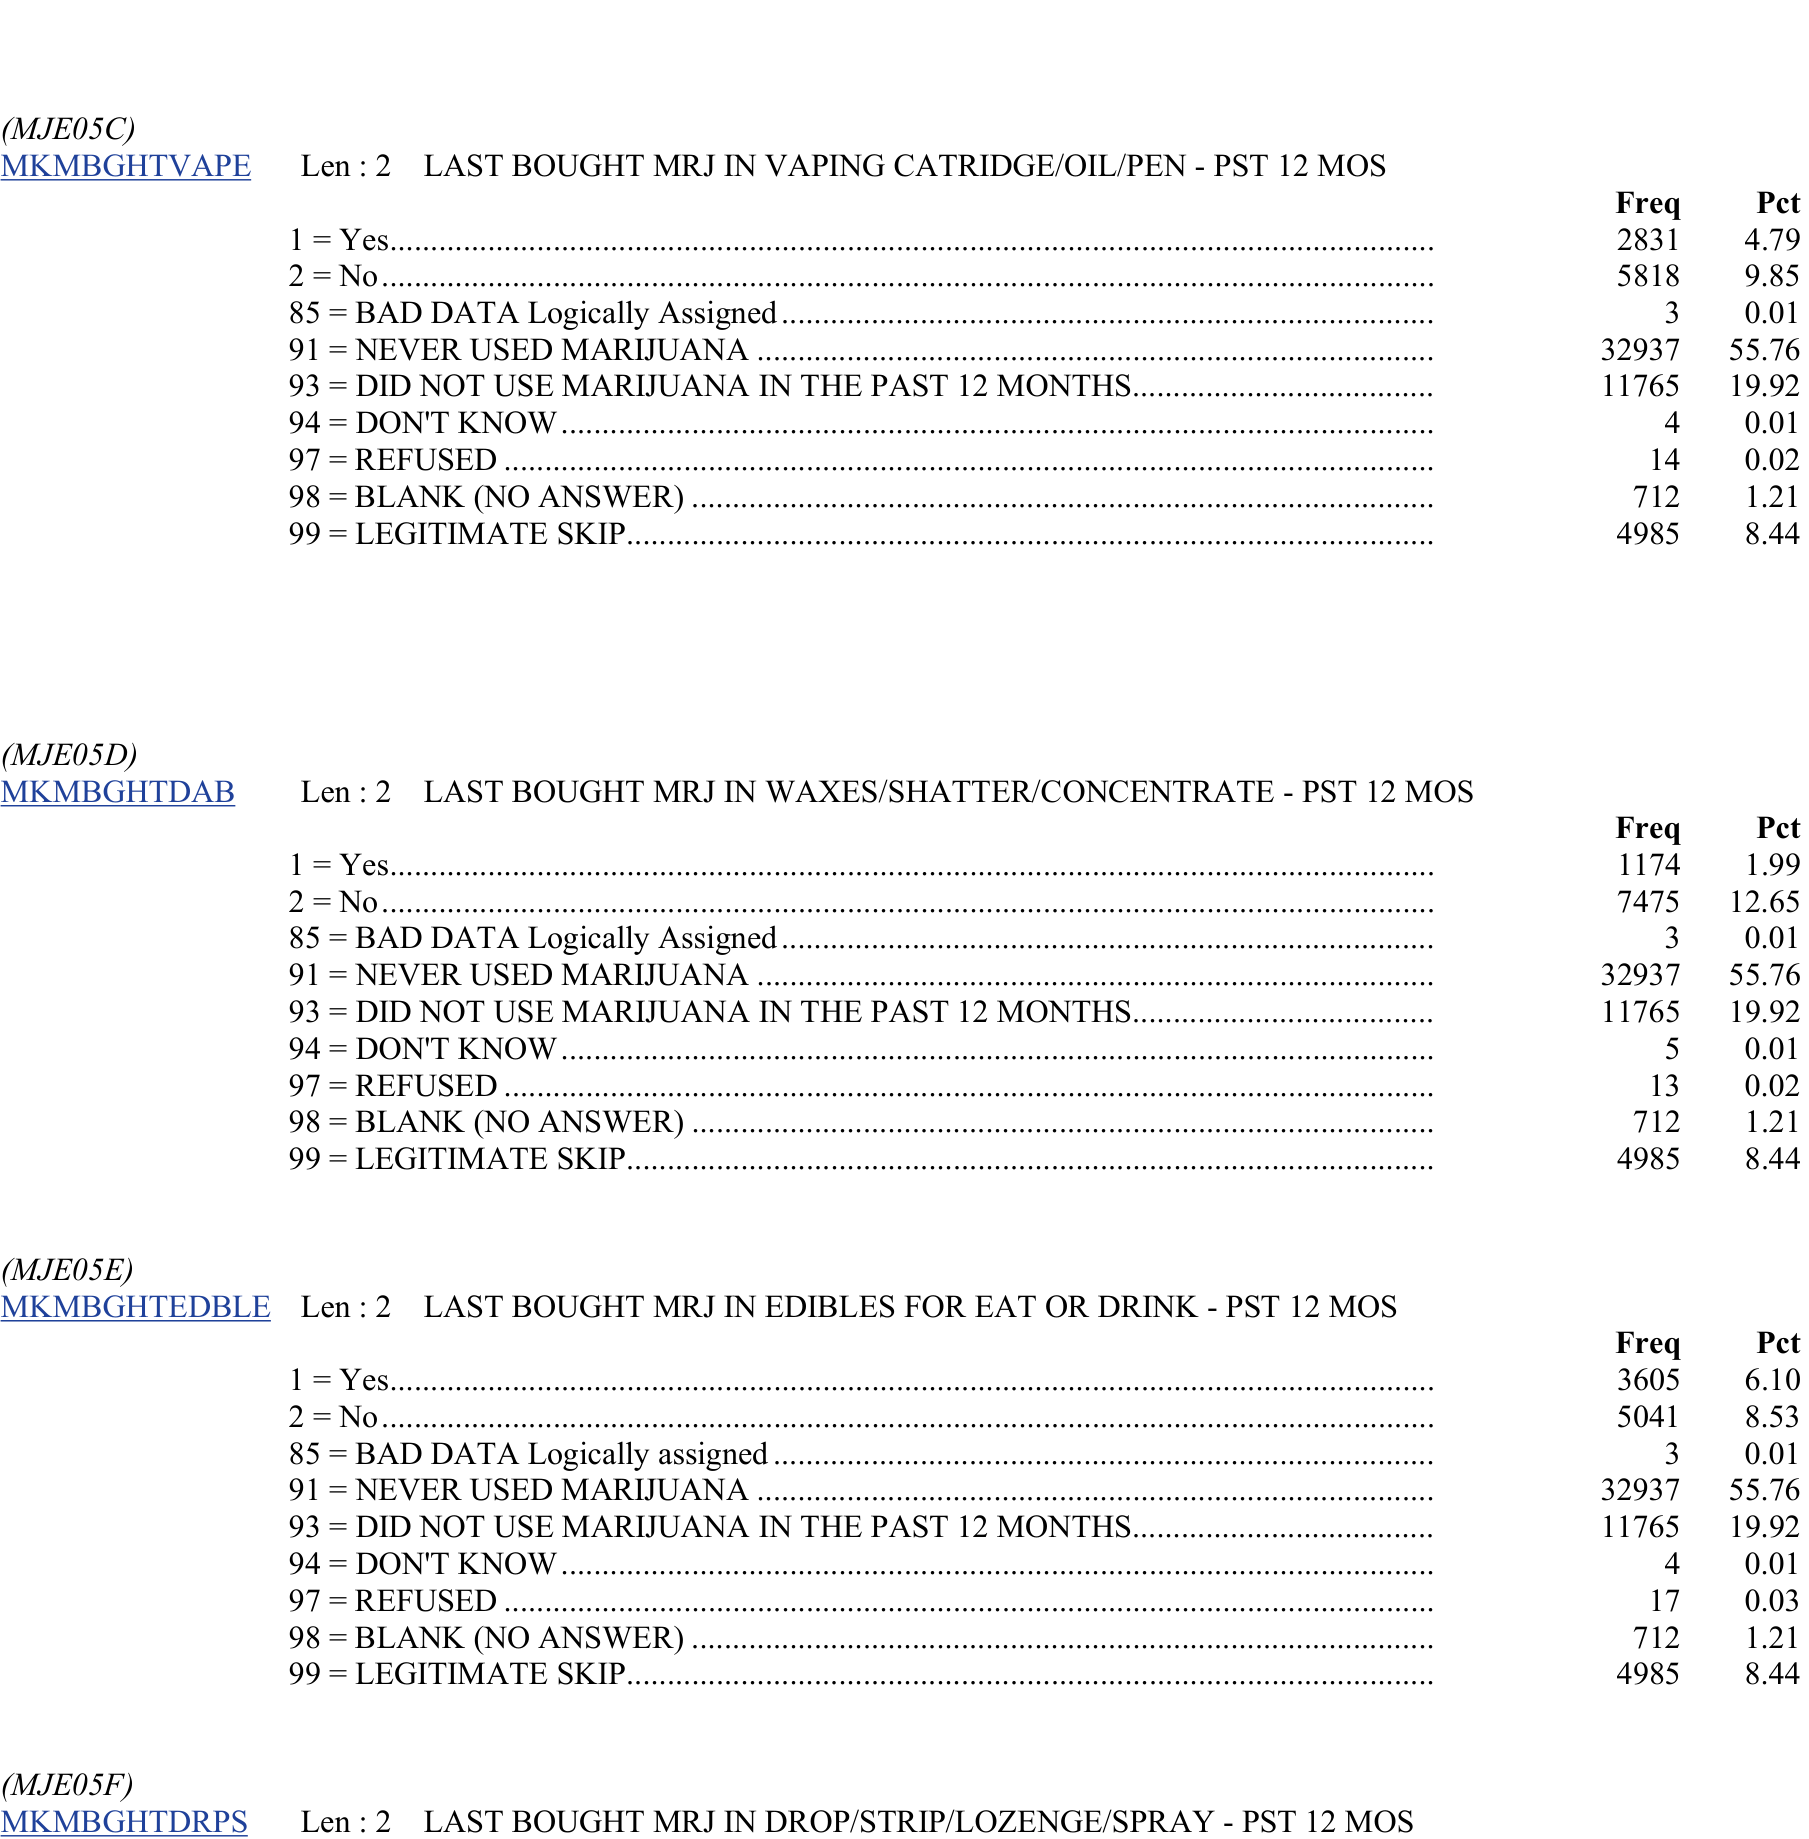 (MJE05C)
MKMBGHTVAPE Len : 2 LAST BOUGHT MRJ IN VAPING CATRIDGE/OIL/PEN - PST 12 MOS
Freq Pct
1 = Yes........ 2831 4.79
2 = No........ 5818 9.85
85 = BAD DATA Logically Assigned........ 3 0.01
91 = NEVER USED MARIJUANA ........ 32937 55.76
93 = DID NOT USE MARIJUANA IN THE PAST 12 MONTHS........ 11765 19.92
94 = DON'T KNOW........ 4 0.01
97 = REFUSED ........ 14 0.02
98 = BLANK (NO ANSWER) ........ 712 1.21
99 = LEGITIMATE SKIP........ 4985 8.44
(MJE05D)
MKMBGHTDAB Len : 2 LAST BOUGHT MRJ IN WAXES/SHATTER/CONCENTRATE - PST 12 MOS
Freq Pct
1 = Yes........ 1174 1.99
2 = No........ 7475 12.65
85 = BAD DATA Logically Assigned........ 3 0.01
91 = NEVER USED MARIJUANA ........ 32937 55.76
93 = DID NOT USE MARIJUANA IN THE PAST 12 MONTHS........ 11765 19.92
94 = DON'T KNOW........ 5 0.01
97 = REFUSED ........ 13 0.02
98 = BLANK (NO ANSWER) ........ 712 1.21
99 = LEGITIMATE SKIP........ 4985 8.44
(MJE05E)
MKMBGHTEDBLE Len : 2 LAST BOUGHT MRJ IN EDIBLES FOR EAT OR DRINK - PST 12 MOS
Freq Pct
1 = Yes........ 3605 6.10
2 = No........ 5041 8.53
85 = BAD DATA Logically assigned........ 3 0.01
91 = NEVER USED MARIJUANA ........ 32937 55.76
93 = DID NOT USE MARIJUANA IN THE PAST 12 MONTHS........ 11765 19.92
94 = DON'T KNOW........ 4 0.01
97 = REFUSED ........ 17 0.03
98 = BLANK (NO ANSWER) ........ 712 1.21
99 = LEGITIMATE SKIP........ 4985 8.44
(MJE05F)
MKMBGHTDRPS Len : 2 LAST BOUGHT MRJ IN DROP/STRIP/LOZENGE/SPRAY - PST 12 MOS